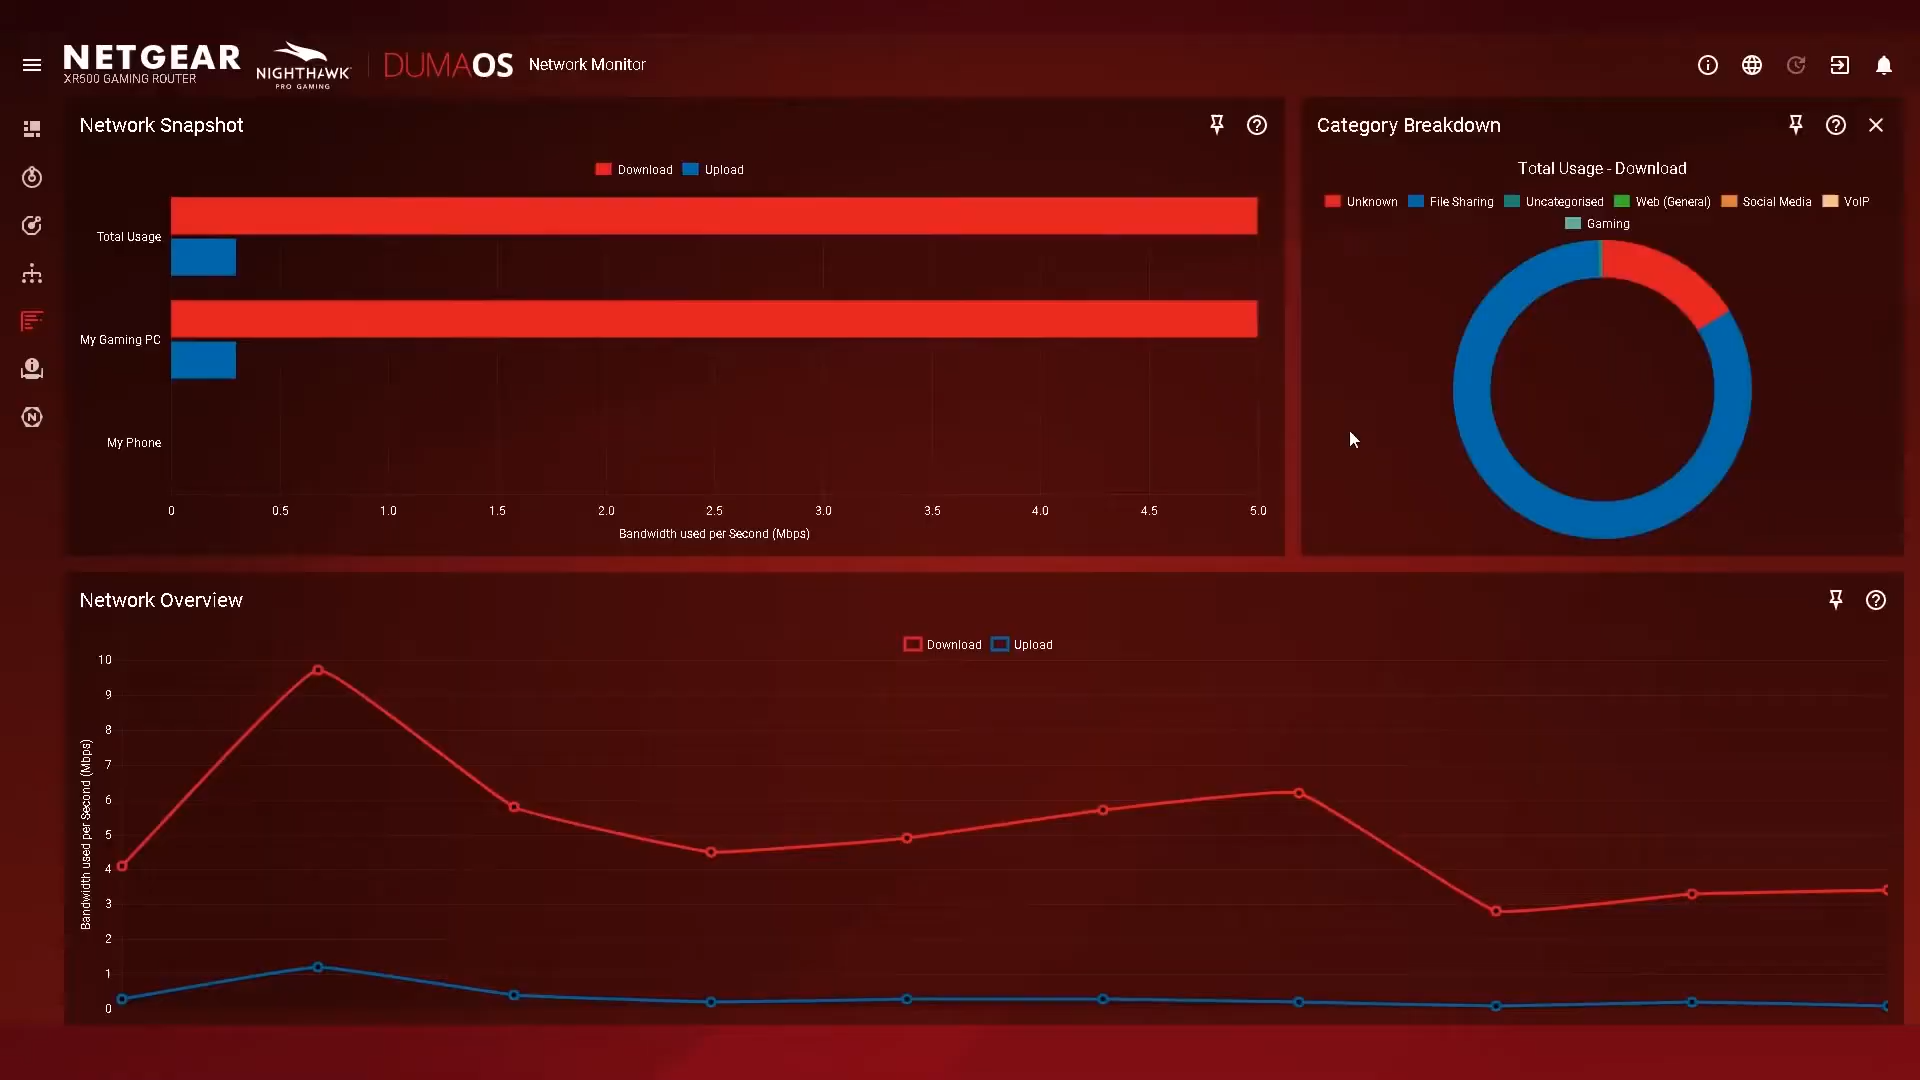 NETGEAR
XR500 GAMING ROUTER
NIGHTHAWK
PRO GAMING
DUMAOS
Network Monitor
Network Snapshot
Download Upload
Total Usage
My Gaming PC
My Phone
0 0.5 1.0 1.5 2.0 2.5 3.0 3.5 4.0 4.5 5.0
Bandwidth used per Second (Mbps)
Category Breakdown
Total Usage - Download
Unknown File Sharing Uncategorised Web (General) Social Media VoIP
Gaming
Network Overview
Download Upload
Bandwidth used per Second (Mbps)
10
9
8
7
6
5
4
3
2
1
0